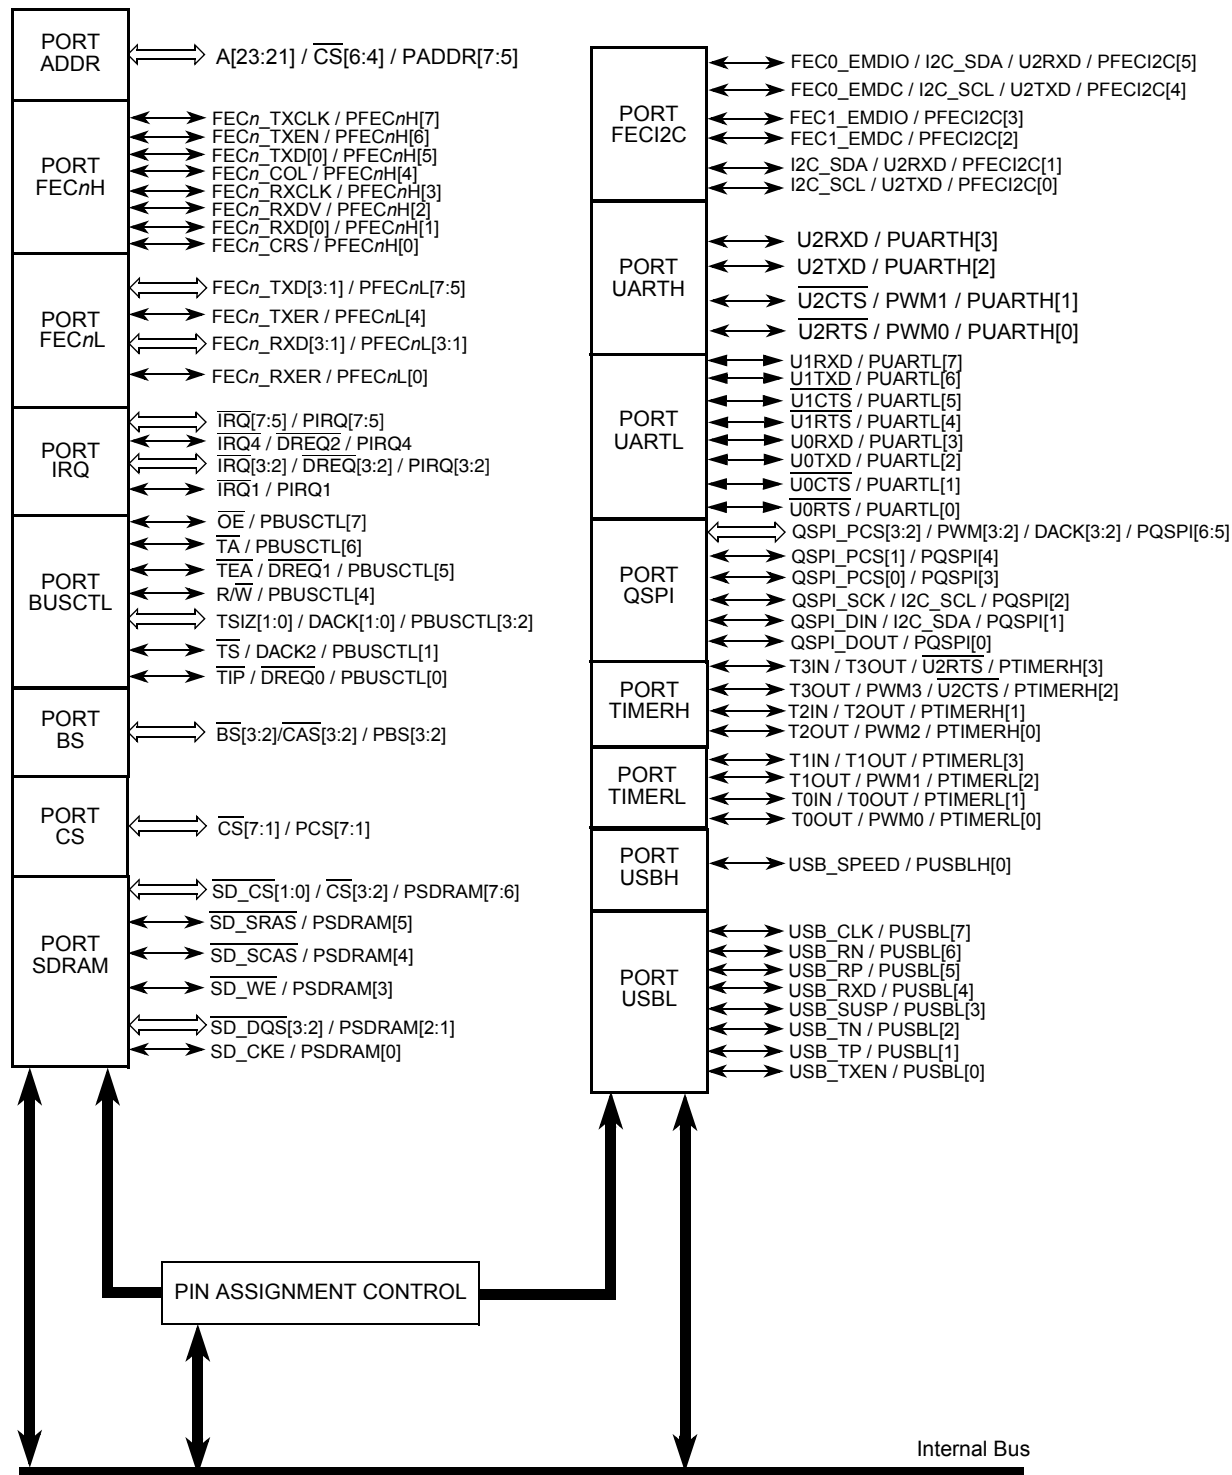 PORT
ADDR
A[23:21] / CS[6:4] / PADDR[7:5]
PORT
FECnH
FECn_TXCLK / PFECnH[7]
FECn_TXEN / PFECnH[6]
FECn_TXD[0] / PFECnH[5]
FECn_COL / PFECnH[4]
FECn_RXCLK / PFECnH[3]
FECn_RXDV / PFECnH[2]
FECn_RXD[0] / PFECnH[1]
FECn_CRS / PFECnH[0]
PORT
FECnL
FECn_TXD[3:1] / PFECnL[7:5]
FECn_TXER / PFECnL[4]
FECn_RXD[3:1] / PFECnL[3:1]
FECn_RXER / PFECnL[0]
PORT
IRQ
IRQ[7:5] / PIRQ[7:5]
IRQ4 / DREQ2 / PIRQ4
IRQ[3:2] / DREQ[3:2] / PIRQ[3:2]
IRQ1 / PIRQ1
PORT
BUSCTL
OE / PBUSCTL[7]
TA / PBUSCTL[6]
TEA / DREQ1 / PBUSCTL[5]
R/W / PBUSCTL[4]
TSIZ[1:0] / DACK[1:0] / PBUSCTL[3:2]
TS / DACK2 / PBUSCTL[1]
TIP / DREQ0 / PBUSCTL[0]
PORT
BS
BS[3:2]/CAS[3:2] / PBS[3:2]
PORT
CS
CS[7:1] / PCS[7:1]
PORT
SDRAM
SD_CS[1:0] / CS[3:2] / PSDRAM[7:6]
SD_SRAS / PSDRAM[5]
SD_SCAS / PSDRAM[4]
SD_WE / PSDRAM[3]
SD_DQS[3:2] / PSDRAM[2:1]
SD_CKE / PSDRAM[0]
PORT
FECI2C
FEC0_EMDIO / I2C_SDA / U2RXD / PFECI2C[5]
FEC0_EMDC / I2C_SCL / U2TXD / PFECI2C[4]
FEC1_EMDIO / PFECI2C[3]
FEC1_EMDC / PFECI2C[2]
I2C_SDA / U2RXD / PFECI2C[1]
I2C_SCL / U2TXD / PFECI2C[0]
PORT
UARTH
U2RXD / PUARTH[3]
U2TXD / PUARTH[2]
U2CTS / PWM1 / PUARTH[1]
U2RTS / PWM0 / PUARTH[0]
PORT
UARTL
U1RXD / PUARTL[7]
U1TXD / PUARTL[6]
U1CTS / PUARTL[5]
U1RTS / PUARTL[4]
U0RXD / PUARTL[3]
U0TXD / PUARTL[2]
U0CTS / PUARTL[1]
U0RTS / PUARTL[0]
PORT
QSPI
QSPI_PCS[3:2] / PWM[3:2] / DACK[3:2] / PQSPI[6:5]
QSPI_PCS[1] / PQSPI[4]
QSPI_PCS[0] / PQSPI[3]
QSPI_SCK / I2C_SCL / PQSPI[2]
QSPI_DIN / I2C_SDA / PQSPI[1]
QSPI_DOUT / PQSPI[0]
PORT
TIMERH
T3IN / T3OUT / U2RTS / PTIMERH[3]
T3OUT / PWM3 / U2CTS / PTIMERH[2]
T2IN / T2OUT / PTIMERH[1]
T2OUT / PWM2 / PTIMERH[0]
PORT
TIMERL
T1IN / T1OUT / PTIMERL[3]
T1OUT / PWM1 / PTIMERL[2]
T0IN / T0OUT / PTIMERL[1]
T0OUT / PWM0 / PTIMERL[0]
PORT
USBH
USB_SPEED / PUSBLH[0]
PORT
USBL
USB_CLK / PUSBL[7]
USB_RN / PUSBL[6]
USB_RP / PUSBL[5]
USB_RXD / PUSBL[4]
USB_SUSP / PUSBL[3]
USB_TN / PUSBL[2]
USB_TP / PUSBL[1]
USB_TXEN / PUSBL[0]
PIN ASSIGNMENT CONTROL
Internal Bus